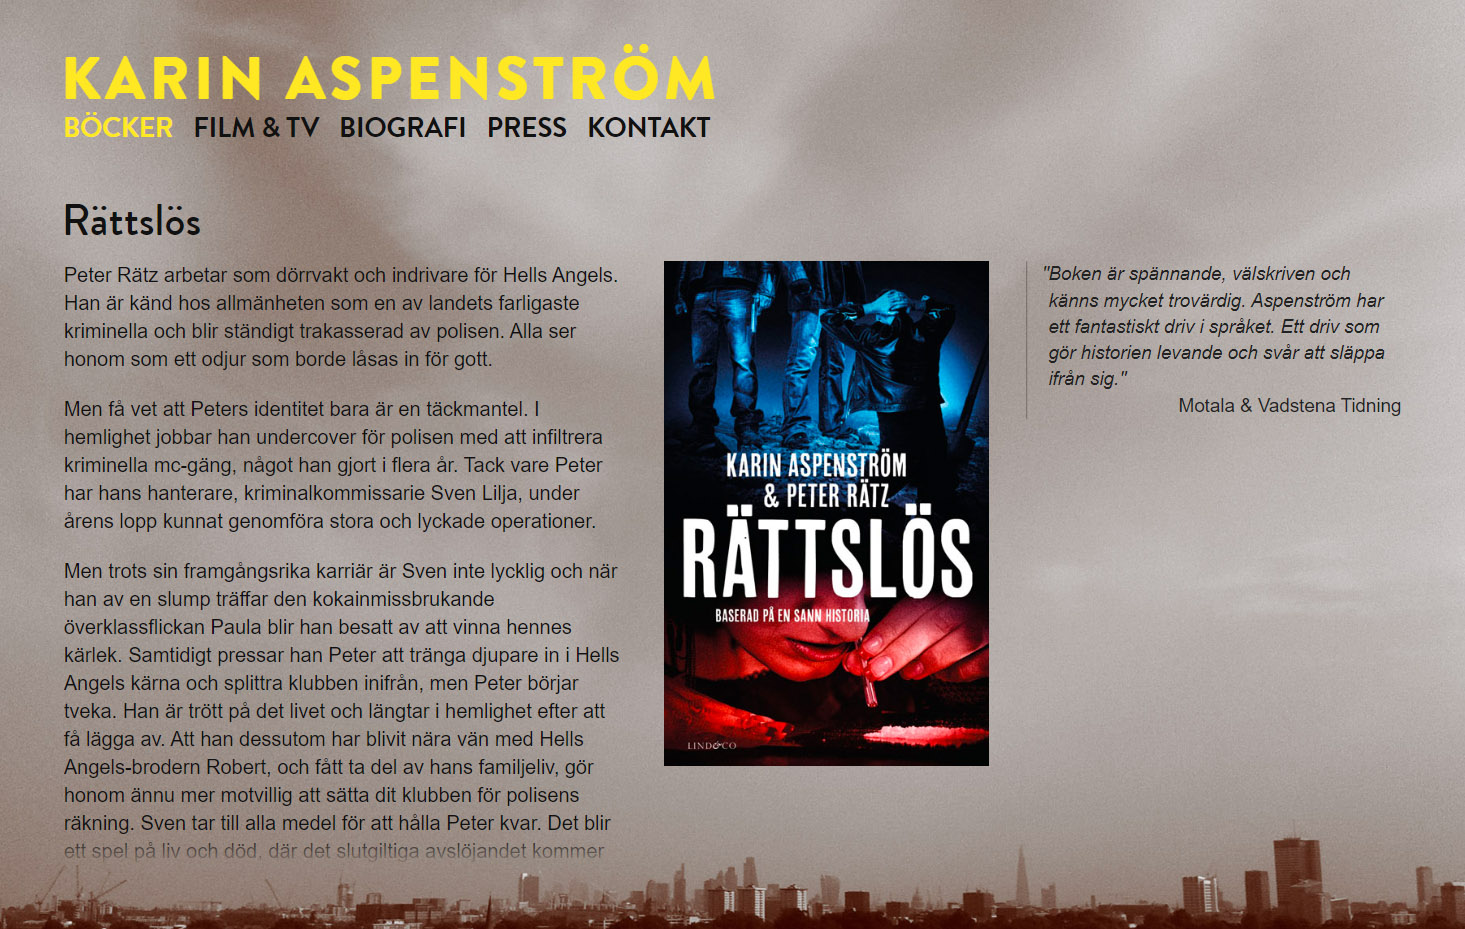 KARIN ASPENSTRÖM
BÖCKER FILM & TV BIOGRAFI PRESS KONTAKT
Rättslös
Peter Rätz arbetar som dörrvakt och indrivare för Hells Angels.
Han är känd hos allmänheten som en av landets farligaste
kriminella och blir ständigt trakasserad av polisen. Alla ser
honom som ett odjur som borde låsas in för gott.
Men få vet att Peters identitet bara är en täckmantel. I
hemlighet jobbar han undercover för polisen med att infiltrera
kriminella mc-gäng, något han gjort i flera år. Tack vare Peter
har hans hanterare, kriminalkommissarie Sven Lilja, under
årens lopp kunnat genomföra stora och lyckade operationer.
Men trots sin framgångsrika karriär är Sven inte lycklig och när
han av en slump träffar den kokainmissbrukande
överklassflickan Paula blir han besatt av att vinna hennes
kärlek. Samtidigt pressar han Peter att tränga djupare in i Hells
Angels kärna och splittra klubben inifrån, men Peter börjar
tveka. Han är trött på det livet och längtar i hemlighet efter att
få lägga av. Att han dessutom har blivit nära vän med Hells
Angels-brodern Robert, och fått ta del av hans familjeliv, gör
honom ännu mer motvillig att sätta dit klubben för polisens
räkning. Sven tar till alla medel för att hålla Peter kvar. Det blir
ett spel på liv och död, där det slutgiltiga avslöjandet kommer
KARIN ASPENSTRÖM
& PETER RÄTZ
RÄTTSLÖS
BASERAD PÅ EN SANN HISTORIA
LIND&CO
"Boken är spännande, välskriven och
känns mycket trovärdig. Aspenström har
ett fantastiskt driv i språket. Ett driv som
gör historien levande och svår att släppa
ifrån sig."
Motala & Vadstena Tidning